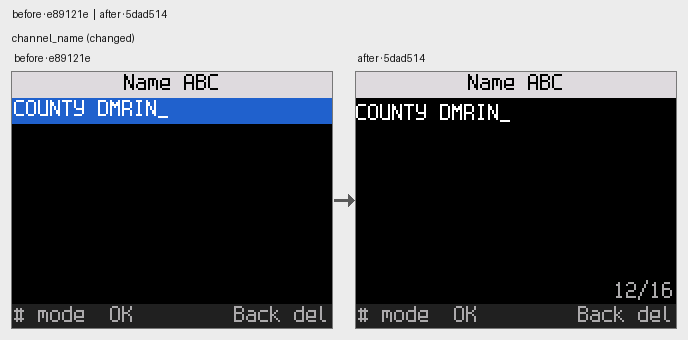 before·e89121e | after·5dad514
channel_name (changed)
before·e89121e
after·5dad514
Name ABC
COUNTY DMRIN_
# mode OK Back del
Name ABC
COUNTY DMRIN_
12/16
# mode OK Back del